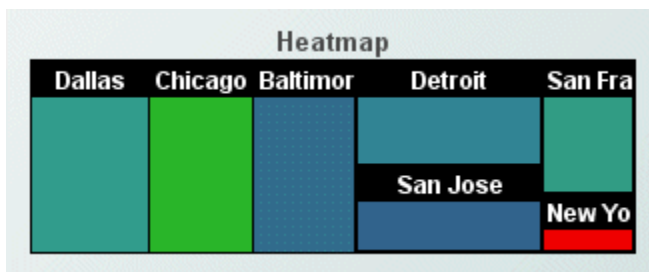 Heatmap
Dallas Chicago Baltimor Detroit San Fra
San Jose
New Yo